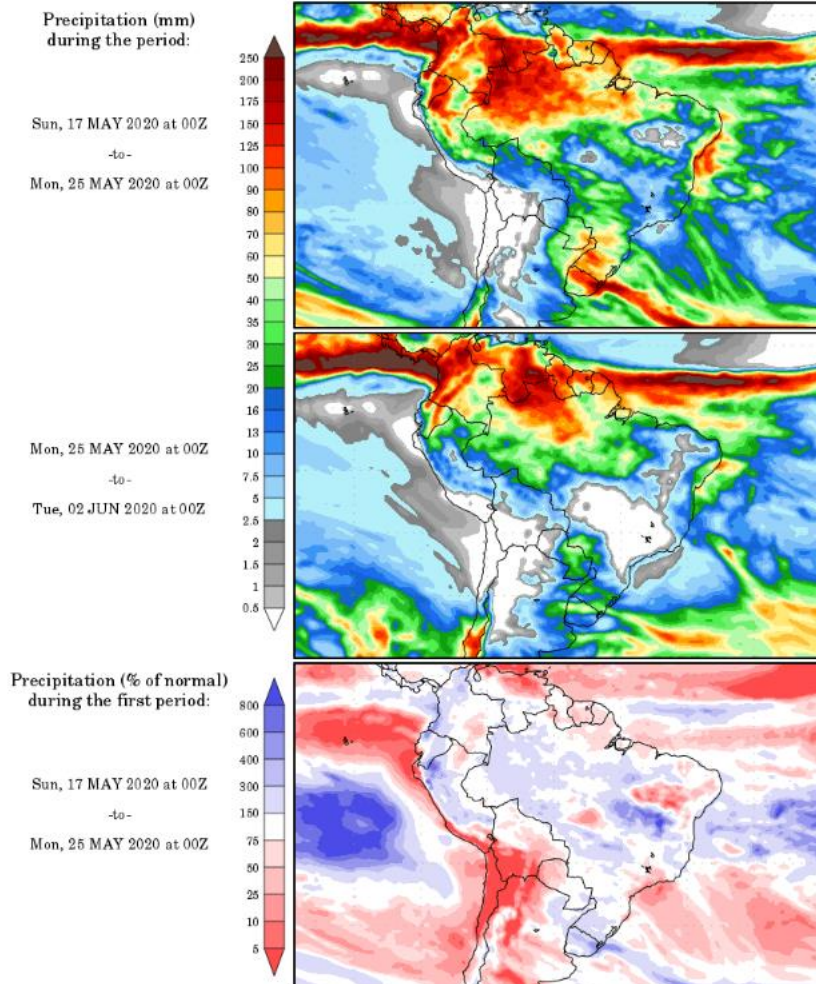 Precipitation (mm)
during the period:
Sun, 17 MAY 2020 at 00Z
-to-
Mon, 25 MAY 2020 at 00Z
Mon, 25 MAY 2020 at 00Z
-to-
Tue, 02 JUN 2020 at 00Z
250
200
175
150
125
100
90
80
70
60
50
40
35
30
25
20
16
13
10
7.5
5
2.5
2
1.5
1
0.5
Precipitation (% of normal)
during the first period:
Sun, 17 MAY 2020 at 00Z
-to-
Mon, 25 MAY 2020 at 00Z
800
600
400
300
150
75
50
25
10
5